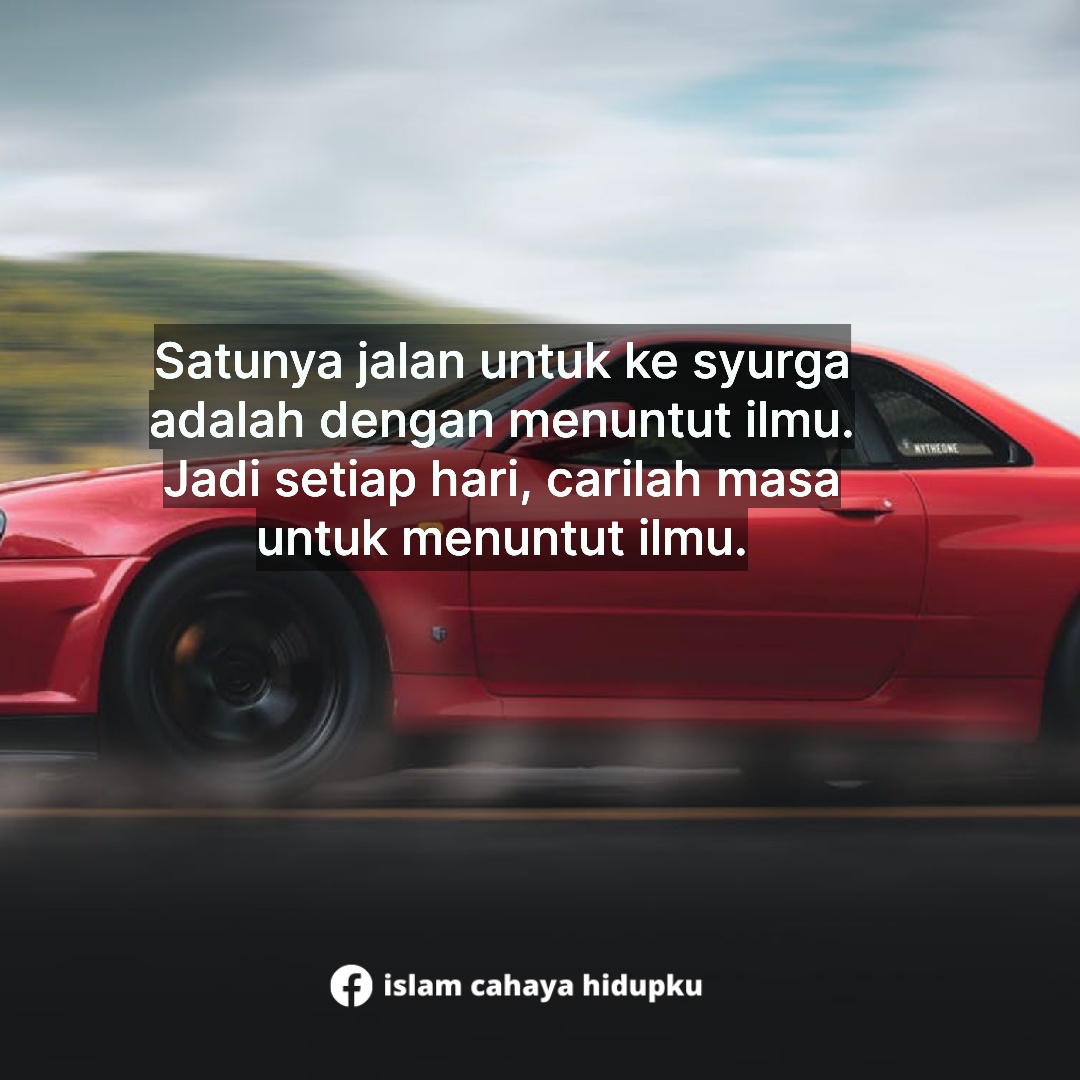 Satunya jalan untuk ke syurga
adalah dengan menuntut ilmu.
Jadi setiap hari, carilah masa
untuk menuntut ilmu.
islam cahaya hidupku